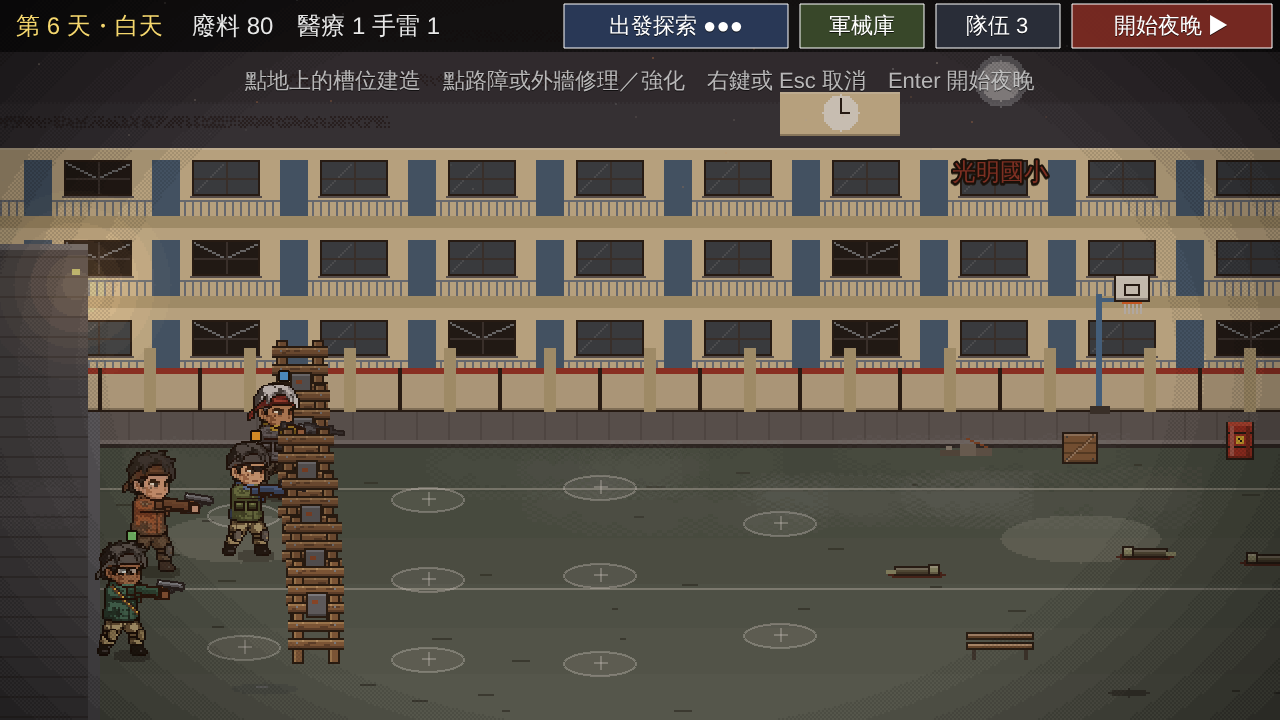 第 6 天・白天 廢料 80 醫療 1 手雷 1 出發探索 ●●● 軍械庫 隊伍 3 開始夜晚 ▶
點地上的槽位建造 點路障或外牆修理／強化 右鍵或 Esc 取消 Enter 開始夜晚
光明國小